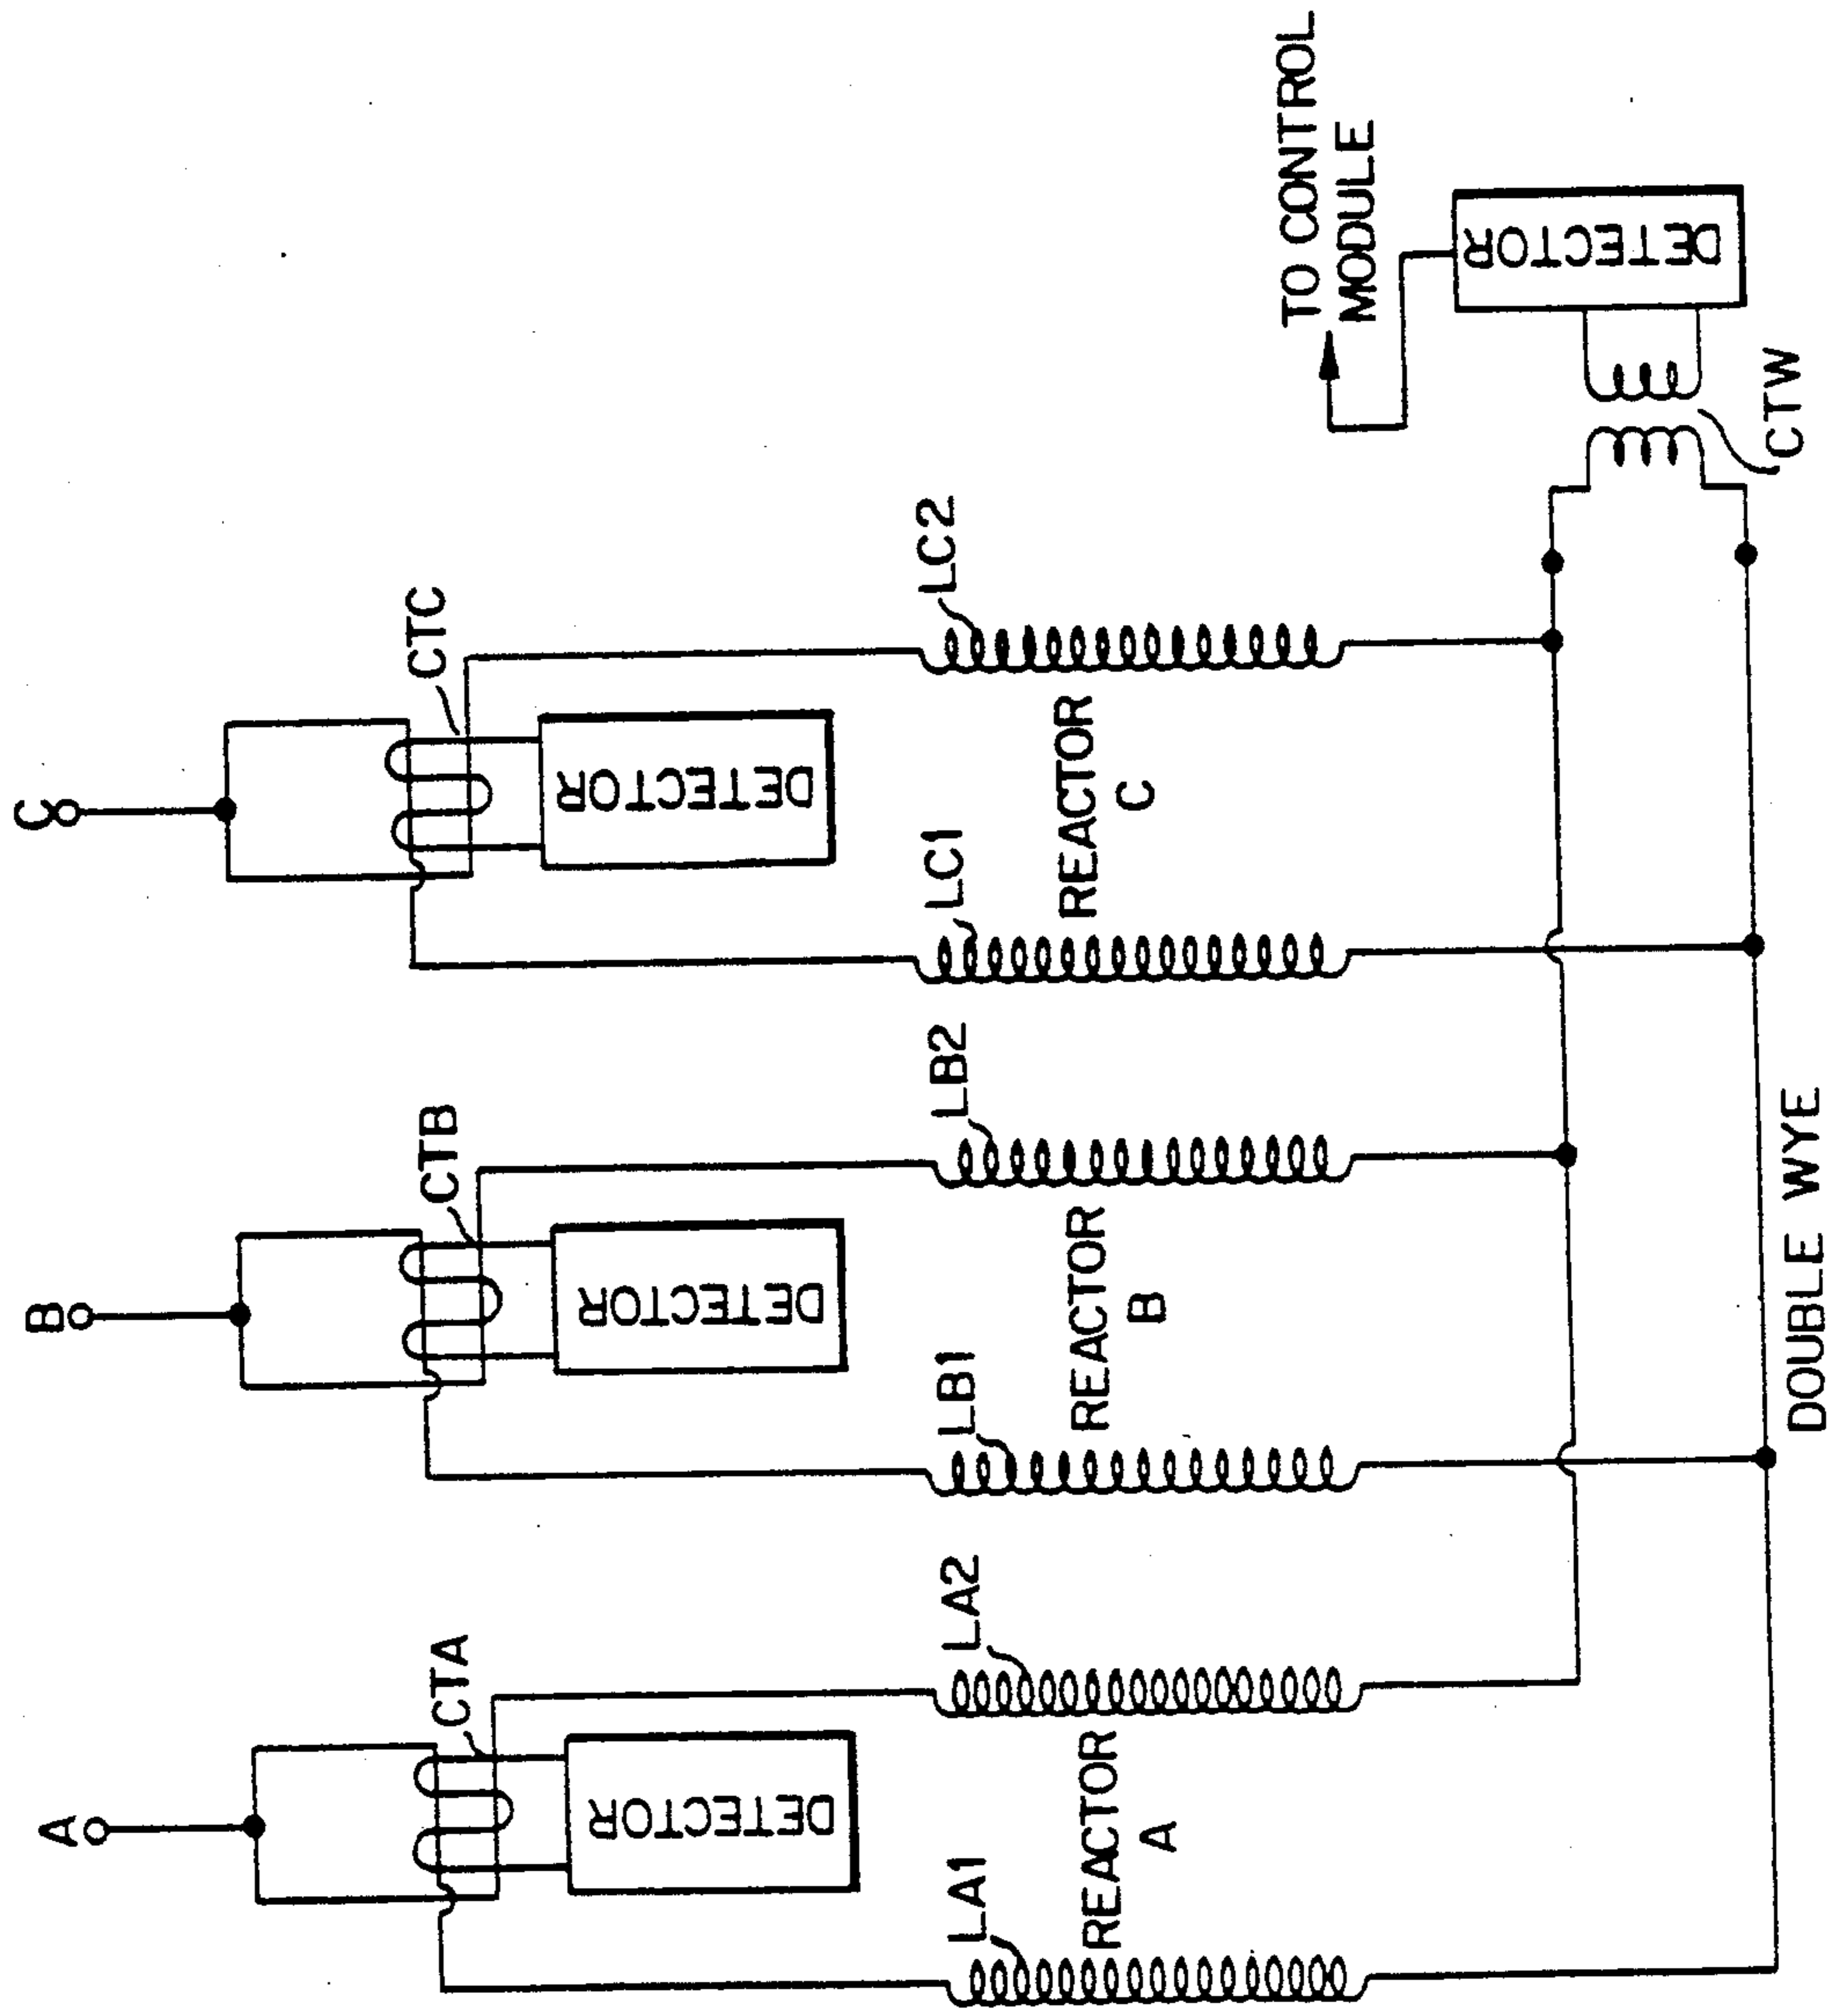 A
B
C
CTA
CTB
CTC
DETECTOR
DETECTOR
DETECTOR
LA1
LA2
LB1
LB2
LC1
LC2
REACTOR
A
REACTOR
B
REACTOR
C
TO CONTROL
MODULE
DETECTOR
CTW
DOUBLE WYE